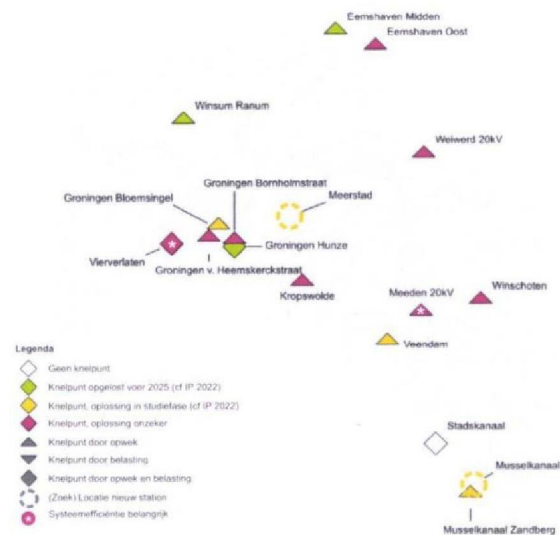 Eemshaven Midden
Eemshaven Oost
Winsum Ranum
Weiwerd 20kV
Groningen Bornholmstraat
Groningen Bloemsingel
Meerstad
Groningen Hunze
Vierverlaten
Groningen v. Heemskerckstraat
Kropswolde
Meeden 20kV
Winschoten
Veendam
Legenda
Geen knelpunt
Knelpunt opgelost voor 2025 (cf IP 2022)
Knelpunt, oplossing in studiefase (cf IP 2022)
Knelpunt, oplossing onzeker
Knelpunt door opwek
Knelpunt door belasting
Knelpunt door opwek en belasting
(Zoek) Locatie nieuw station
Systeemefficiëntie belangrijk
Stadskanaal
Musselkanaal
Musselkanaal Zandberg